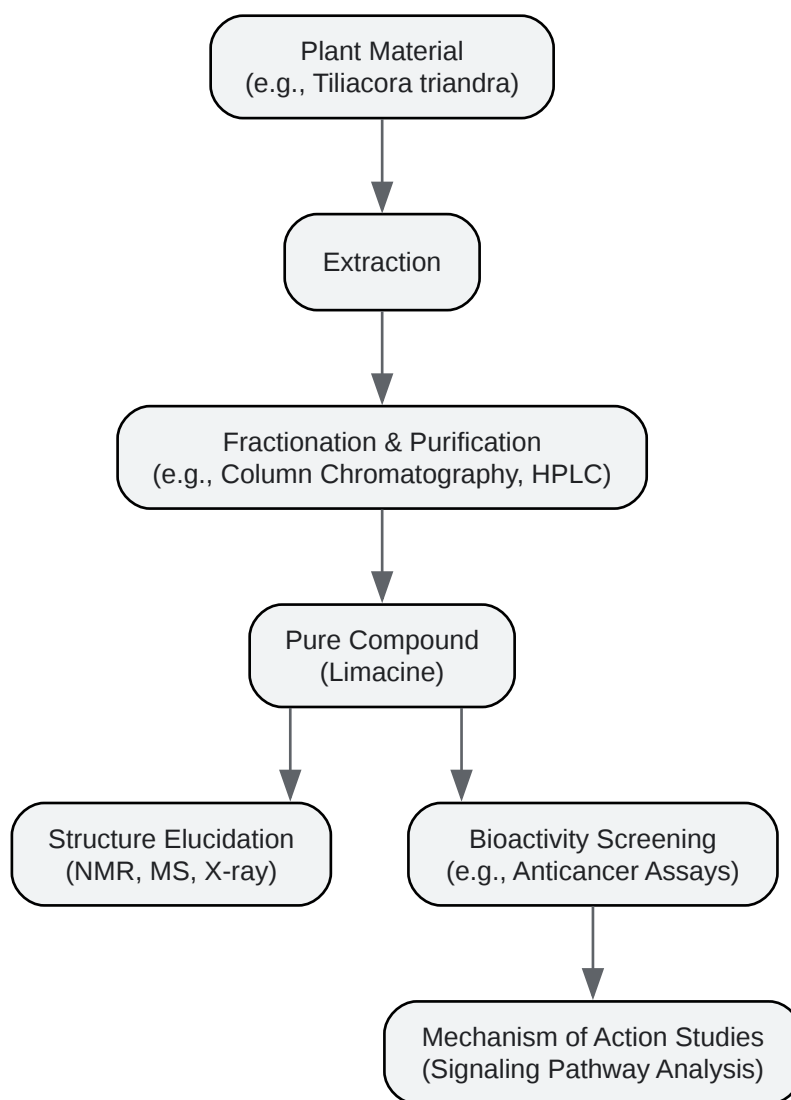 Plant Material
(e.g., Tiliacora triandra)
Extraction
Fractionation & Purification
(e.g., Column Chromatography, HPLC)
Pure Compound
(Limacine)
Structure Elucidation
(NMR, MS, X-ray)
Bioactivity Screening
(e.g., Anticancer Assays)
Mechanism of Action Studies
(Signaling Pathway Analysis)